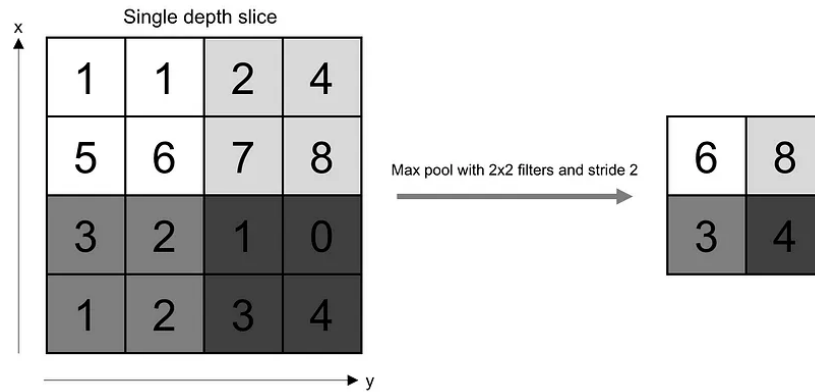 Single depth slice
x
1 1 2 4
5 6 7 8
3 2 1 0
1 2 3 4
y
Max pool with 2x2 filters and stride 2
6 8
3 4